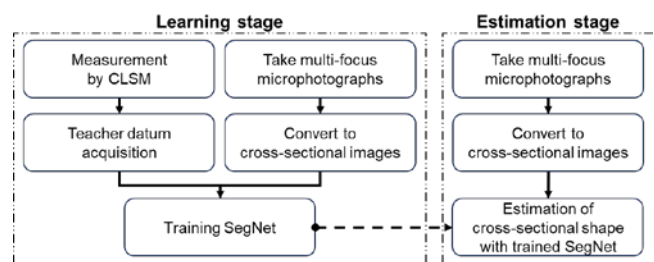 Learning stage
Measurement
by CLSM
Take multi-focus
microphotographs
Teacher datum
acquisition
Convert to
cross-sectional images
Training SegNet
Estimation stage
Take multi-focus
microphotographs
Convert to
cross-sectional images
Estimation of
cross-sectional shape
with trained SegNet